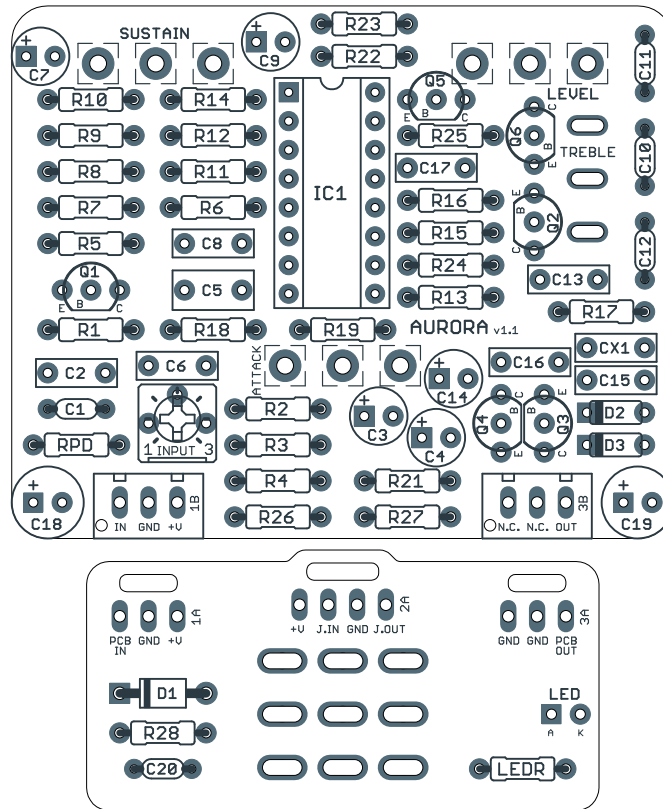 R23
SUSTAIN
+
+
C9
R22
C7
C11
R10
R14
Q5
LEVEL
E
B
C
C
R9
R12
R25
Q6
B
IC1
TREBLE
C10
R8
R11
C17
E
R7
R6
R16
E
B
Q2
R5
C8
R15
C
C12
Q1
R24
C13
E
B
C
C5
R13
R17
R1
R18
R19
AURORA v1.1
CX1
ATTACK
C2
C6
C16
+
C14
C15
C1
R2
+
C3
C
E
D2
Q4
B
B
Q3
RPD
1 INPUT 3
R3
+
C4
D3
E
C
+
R4
R21
+
C18
1B
IN GND +V
R26
R27
3B
N.C. N.C. OUT
C19
1A
2A
3A
PCB IN
GND
+V
+V
J.IN
GND
J.OUT
GND
GND
PCB OUT
D1
LED
A
K
R28
C20
LEDR